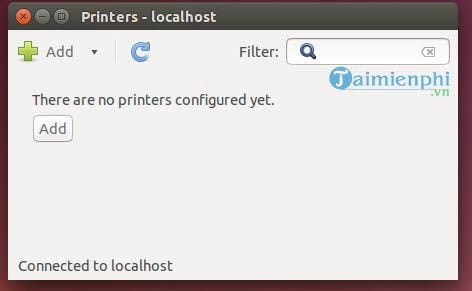 Printers - localhost
Add
Filter:
Taimienphi
.vn
There are no printers configured yet.
Add
Connected to localhost